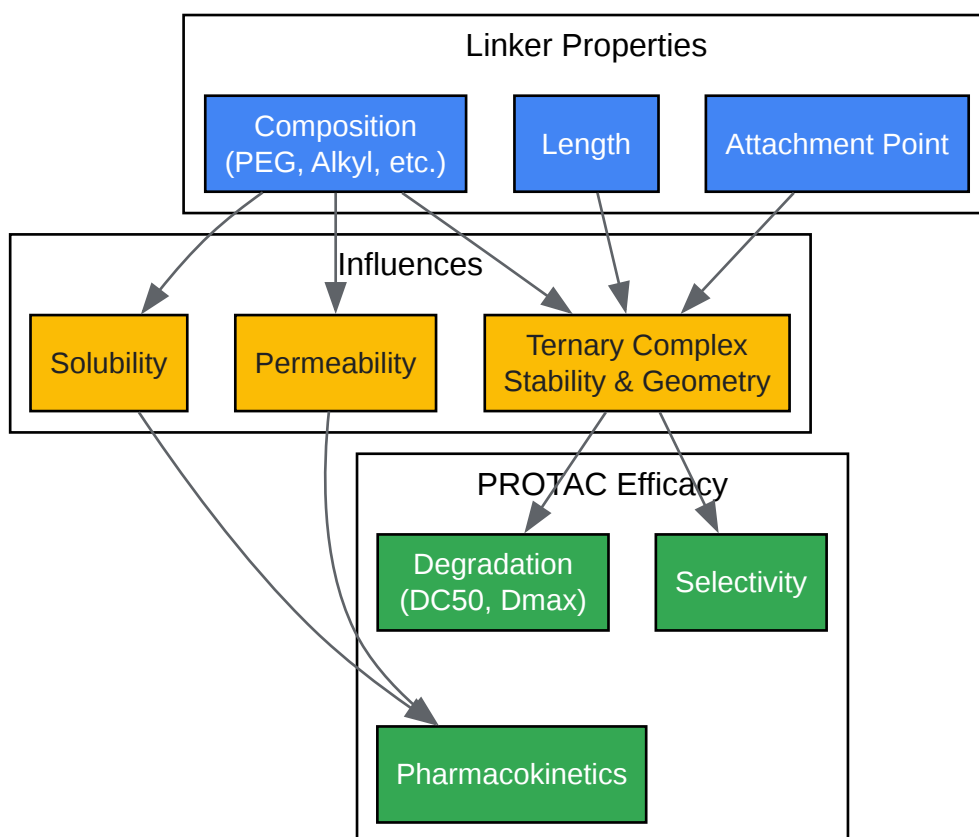 Linker Properties
Composition
(PEG, Alkyl, etc.)
Length
Attachment Point
Influences
Solubility
Permeability
Ternary Complex
Stability & Geometry
PROTAC Efficacy
Degradation
(DC50, Dmax)
Selectivity
Pharmacokinetics